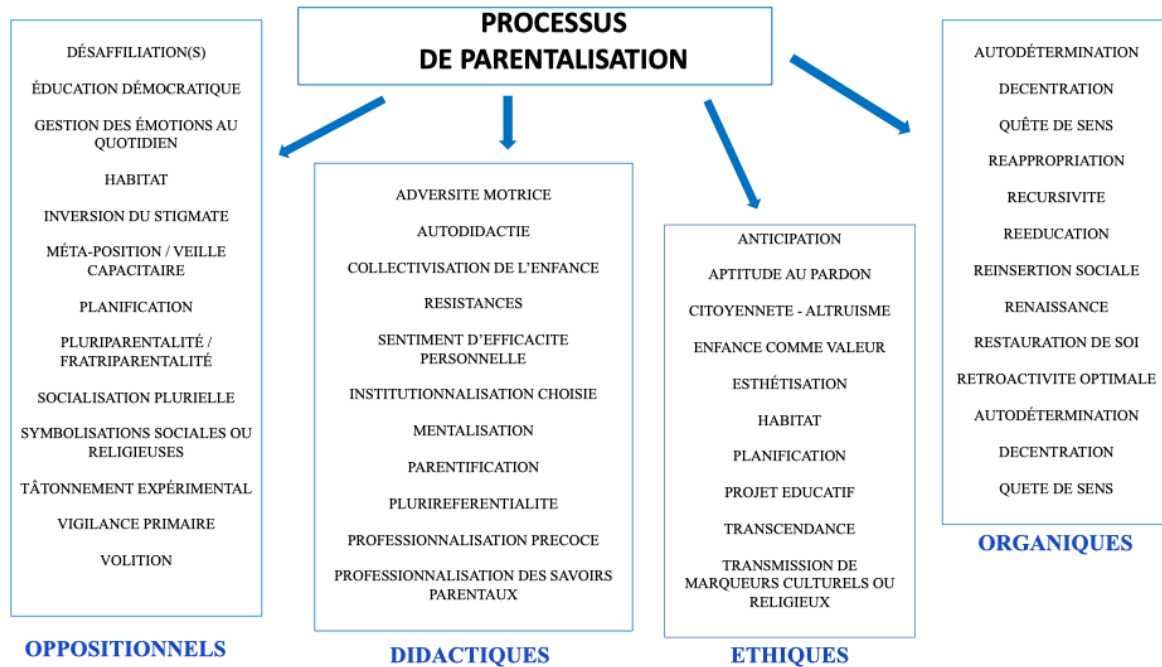 PROCESSUS
DE PARENTALISATION
DÉSAFFILIATION(S)
ÉDUCATION DÉMOCRATIQUE
GESTION DES ÉMOTIONS AU
QUOTIDIEN
HABITAT
INVERSION DU STIGMATE
MÉTA-POSITION / VEILLE
CAPACITAIRE
PLANIFICATION
PLURIPARENTALITÉ /
FRATRIPARENTALITÉ
SOCIALISATION PLURIELLE
SYMBOLISATIONS SOCIALES OU
RELIGIEUSES
TÂTONNEMENT EXPÉRIMENTAL
VIGILANCE PRIMAIRE
VOLITION
OPPOSITIONNELS
ADVERSITE MOTRICE
AUTODIDACTIE
COLLECTIVISATION DE L'ENFANCE
RESISTANCES
SENTIMENT D'EFFICACITE
PERSONNELLE
INSTITUTIONNALISATION CHOISIE
MENTALISATION
PARENTIFICATION
PLURIREFERENTIALITE
PROFESSIONNALISATION PRECOCE
PROFESSIONNALISATION DES SAVOIRS
PARENTAUX
DIDACTIQUES
ANTICIPATION
APTITUDE AU PARDON
CITOYENNETE - ALTRUISME
ENFANCE COMME VALEUR
ESTHÉTISATION
HABITAT
PLANIFICATION
PROJET EDUCATIF
TRANSCENDANCE
TRANSMISSION DE
MARQUEURS CULTURELS OU
RELIGIEUX
ETHIQUES
AUTODÉTERMINATION
DECENTRATION
QUÊTE DE SENS
REAPPROPRIATION
RECURSIVITE
REEDUCATION
REINSERTION SOCIALE
RENAISSANCE
RESTAURATION DE SOI
RETROACTIVITE OPTIMALE
AUTODÉTERMINATION
DECENTRATION
QUETE DE SENS
ORGANIQUES